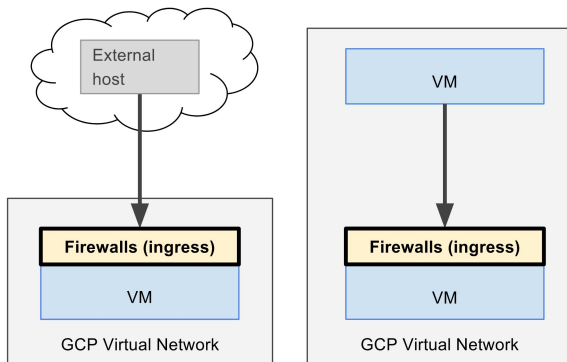 External
host
Firewalls (ingress)
VM
GCP Virtual Network
VM
Firewalls (ingress)
VM
GCP Virtual Network